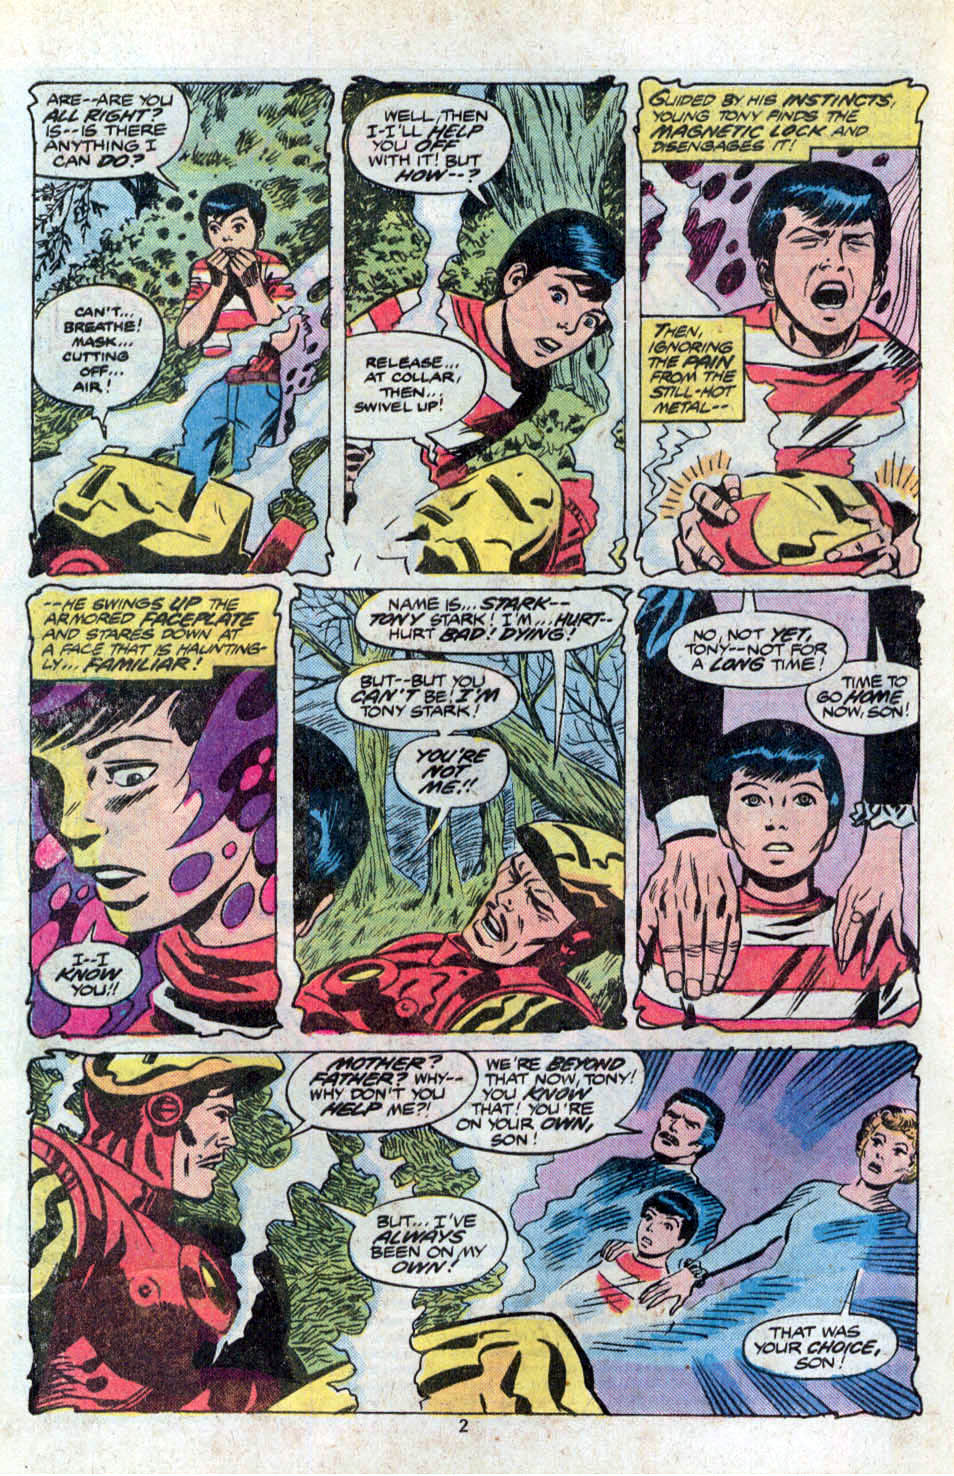 ARE--ARE YOU
ALL RIGHT?
IS--IS THERE
ANYTHING I
CAN DO?
CAN'T...
BREATHE!
MASK...
CUTTING
OFF...
AIR!
WELL, THEN
I-I'LL HELP
YOU OFF
WITH IT! BUT
HOW--?
RELEASE...
AT COLLAR,
THEN...
SWIVEL UP!
GUIDED BY HIS INSTINCTS,
YOUNG TONY FINDS THE
MAGNETIC LOCK AND
DISENGAGES IT!
THEN,
IGNORING
THE PAIN
FROM THE
STILL-HOT
METAL--
--HE SWINGS UP THE
ARMORED FACEPLATE
AND STARES DOWN AT
A FACE THAT IS HAUNTING-
LY... FAMILIAR!
I--I
KNOW
YOU!!
NAME IS... STARK--
TONY STARK! I'M... HURT--
HURT BAD! DYING!
BUT--BUT YOU
CAN'T BE! I'M
TONY STARK!
YOU'RE
NOT
ME!!
NO, NOT YET,
TONY--NOT FOR
A LONG TIME!
TIME TO
GO HOME
NOW, SON!
MOTHER?
FATHER? WHY--
WHY DON'T YOU
HELP ME?!
WE'RE BEYOND
THAT NOW, TONY!
YOU KNOW
THAT! YOU'RE
ON YOUR OWN,
SON!
BUT... I'VE
ALWAYS
BEEN ON MY
OWN!
THAT WAS
YOUR CHOICE,
SON!
2